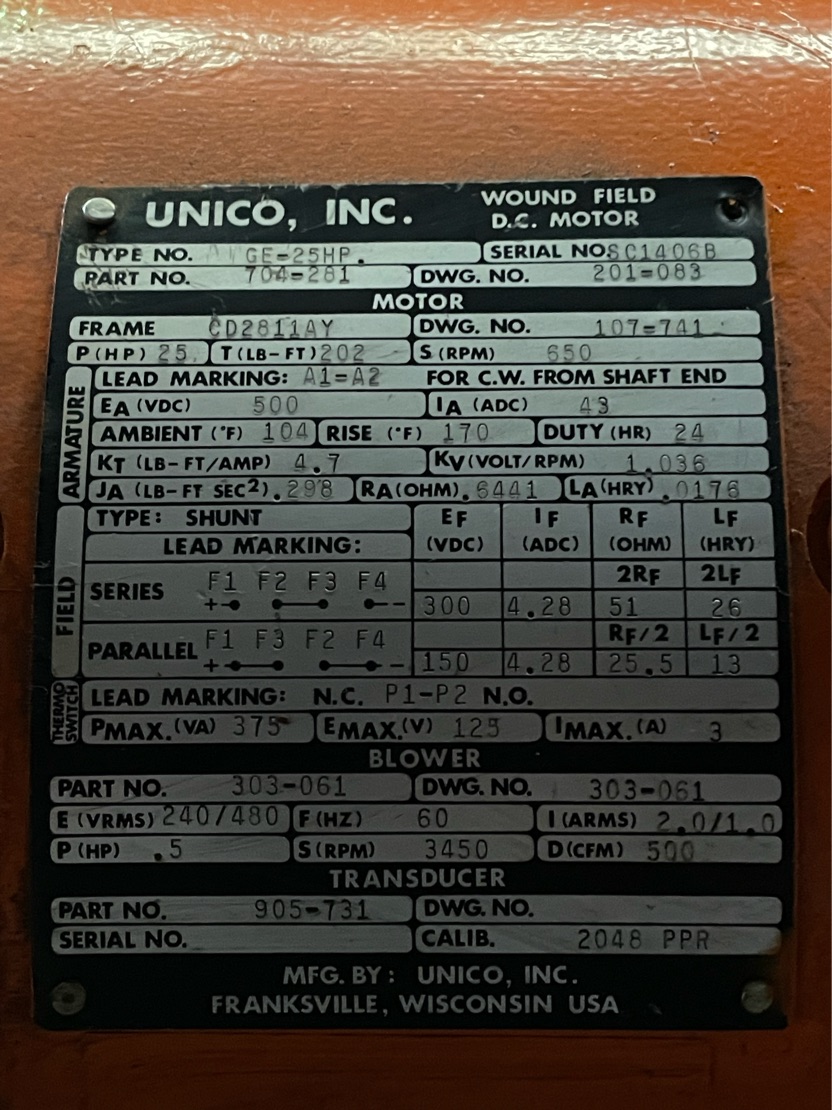 UNICO, INC. WOUND FIELD D.C. MOTOR
TYPE NO. GE-25HP. SERIAL NO SC1406B
PART NO. 704-281 DWG. NO. 201-083
MOTOR
FRAME CD2811AY DWG. NO. 107-741
P (HP) 25 T (LB-FT) 202 S (RPM) 650
ARMATURE
LEAD MARKING: A1-A2 FOR C.W. FROM SHAFT END
EA (VDC) 500 IA (ADC) 43
AMBIENT (°F) 104 RISE (°F) 170 DUTY (HR) 24
KT (LB-FT/AMP) 4.7 KV (VOLT/RPM) 1.036
JA (LB-FT SEC²) .298 RA (OHM) .6441 LA (HRY) .0176
FIELD
TYPE: SHUNT EF IF RF LF
LEAD MARKING: (VDC) (ADC) (OHM) (HRY)
2RF 2LF
SERIES F1 F2 F3 F4
+ - 300 4.28 51 26
RF/2 LF/2
PARALLEL F1 F3 F2 F4
+ - 150 4.28 25.5 13
THERMO SWITCH
LEAD MARKING: N.C. P1-P2 N.O.
PMAX. (VA) 375 EMAX. (V) 125 IMAX. (A) 3
BLOWER
PART NO. 303-061 DWG. NO. 303-061
E (VRMS) 240/480 F (HZ) 60 I (ARMS) 2.0/1.0
P (HP) .5 S (RPM) 3450 D (CFM) 500
TRANSDUCER
PART NO. 905-731 DWG. NO.
SERIAL NO. CALIB. 2048 PPR
MFG. BY: UNICO, INC.
FRANKSVILLE, WISCONSIN USA